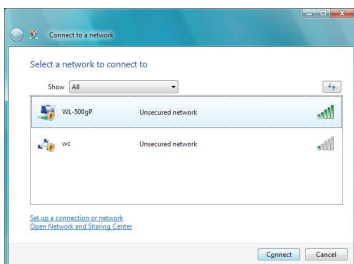 Connect to a network
Select a network to connect to
Show All
WL-500gP Unsecured network
wc Unsecured network
Set up a connection or network
Open Network and Sharing Center
Connect Cancel